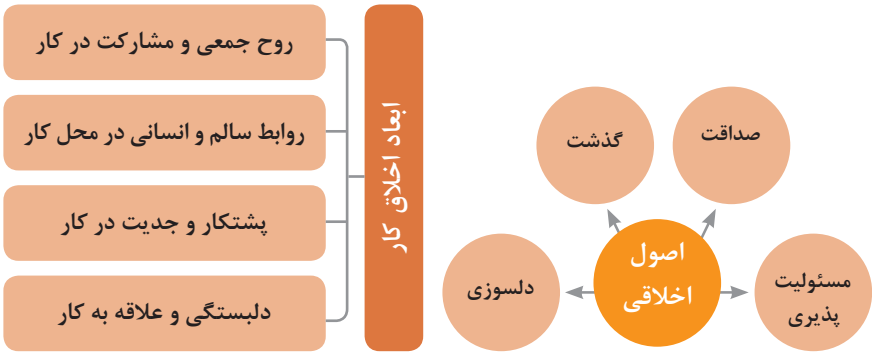 صداقت
گذشت
اصول
اخلاقی
مسئولیت
پذیری
دلسوزی
ابعاد اخلاق کار
روح جمعی و مشارکت در کار
روابط سالم و انسانی در محل کار
پشتکار و جدیت در کار
دلبستگی و علاقه به کار